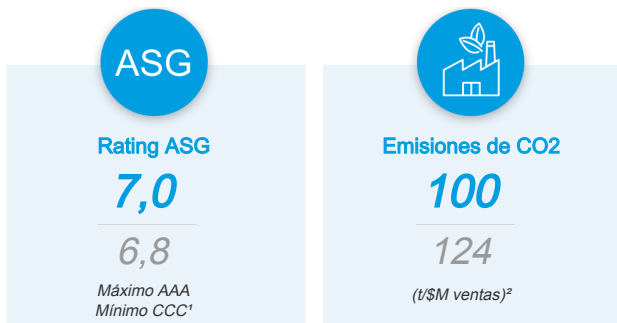 ASG
Rating ASG
7,0
6,8
Máximo AAA
Mínimo CCC¹
Emisiones de CO2
100
124
(t/$M ventas)²